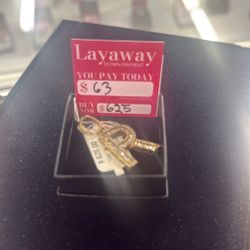 Layaway
DOWN PAYMENT
YOU PAY TODAY
$ 63
BUY
NOW $625